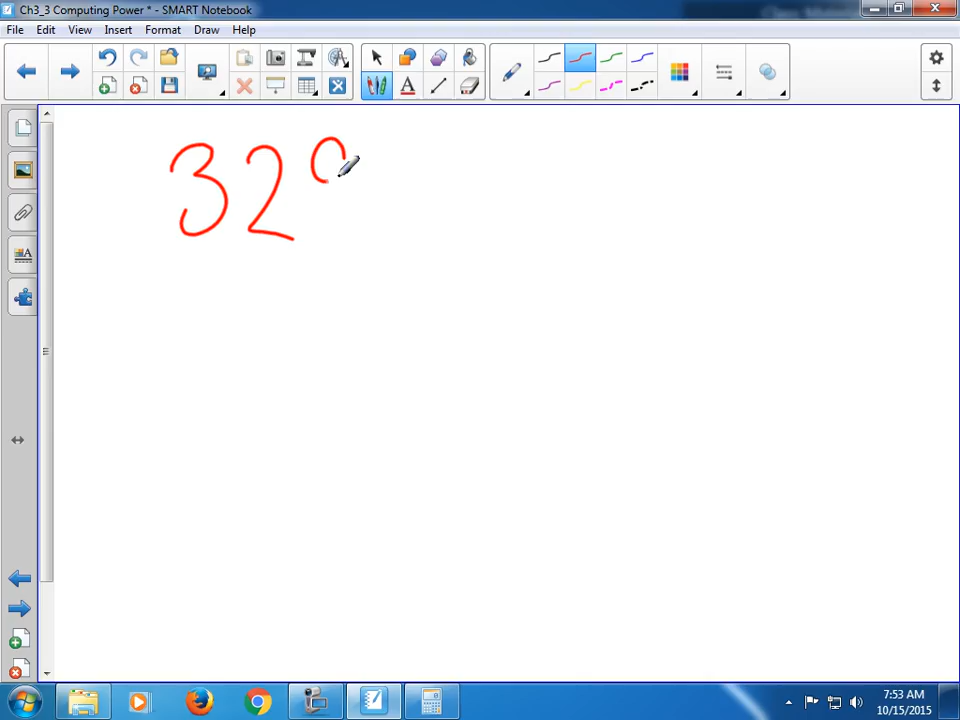 Ch3_3 Computing Power * - SMART Notebook
File Edit View Insert Format Draw Help
32
7:53 AM
10/15/2015